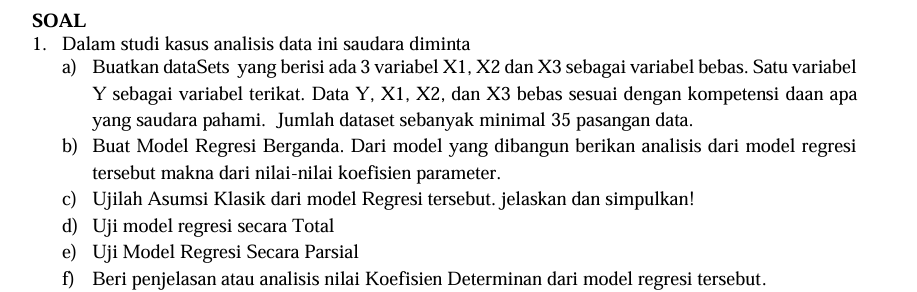 SOAL
1. Dalam studi kasus analisis data ini saudara diminta
a) Buatkan dataSets yang berisi ada 3 variabel X1, X2 dan X3 sebagai variabel bebas. Satu variabel
Y sebagai variabel terikat. Data Y, X1, X2, dan X3 bebas sesuai dengan kompetensi daan apa
yang saudara pahami. Jumlah dataset sebanyak minimal 35 pasangan data.
b) Buat Model Regresi Berganda. Dari model yang dibangun berikan analisis dari model regresi
tersebut makna dari nilai-nilai koefisien parameter.
c) Ujilah Asumsi Klasik dari model Regresi tersebut. jelaskan dan simpulkan!
d) Uji model regresi secara Total
e) Uji Model Regresi Secara Parsial
f) Beri penjelasan atau analisis nilai Koefisien Determinan dari model regresi tersebut.